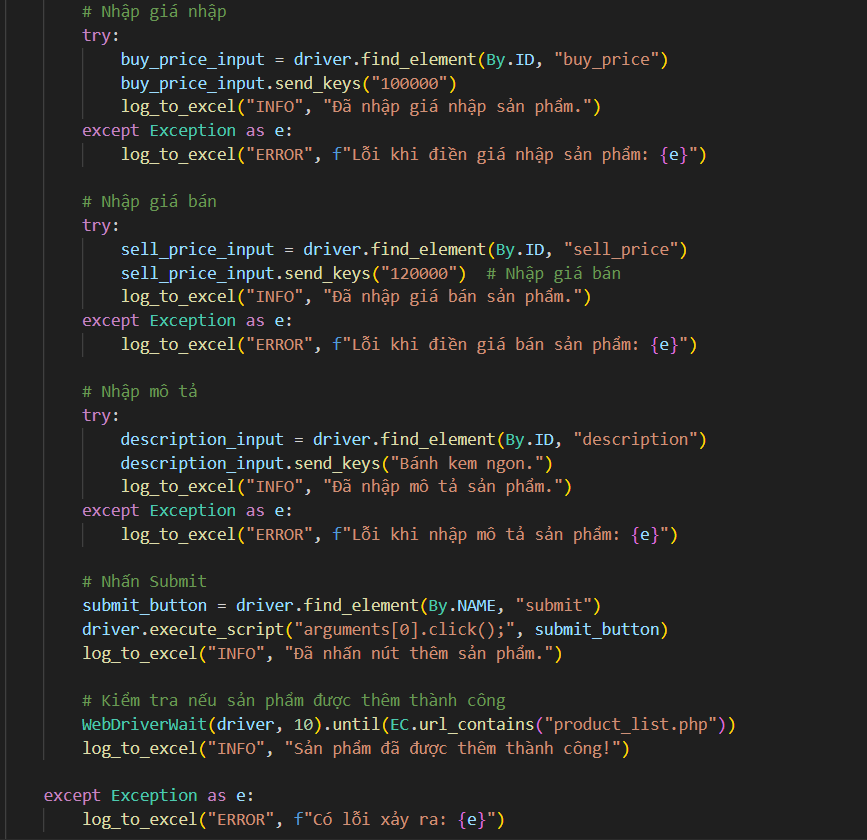 # Nhập giá nhập
try:
buy_price_input = driver.find_element(By.ID, "buy_price")
buy_price_input.send_keys("100000")
log_to_excel("INFO", "Đã nhập giá nhập sản phẩm.")
except Exception as e:
log_to_excel("ERROR", f"Lỗi khi điền giá nhập sản phẩm: {e}")
# Nhập giá bán
try:
sell_price_input = driver.find_element(By.ID, "sell_price")
sell_price_input.send_keys("120000")  # Nhập giá bán
log_to_excel("INFO", "Đã nhập giá bán sản phẩm.")
except Exception as e:
log_to_excel("ERROR", f"Lỗi khi điền giá bán sản phẩm: {e}")
# Nhập mô tả
try:
description_input = driver.find_element(By.ID, "description")
description_input.send_keys("Bánh kem ngon.")
log_to_excel("INFO", "Đã nhập mô tả sản phẩm.")
except Exception as e:
log_to_excel("ERROR", f"Lỗi khi nhập mô tả sản phẩm: {e}")
# Nhấn Submit
submit_button = driver.find_element(By.NAME, "submit")
driver.execute_script("arguments[0].click();", submit_button)
log_to_excel("INFO", "Đã nhấn nút thêm sản phẩm.")
# Kiểm tra nếu sản phẩm được thêm thành công
WebDriverWait(driver, 10).until(EC.url_contains("product_list.php"))
log_to_excel("INFO", "Sản phẩm đã được thêm thành công!")
except Exception as e:
log_to_excel("ERROR", f"Có lỗi xảy ra: {e}")